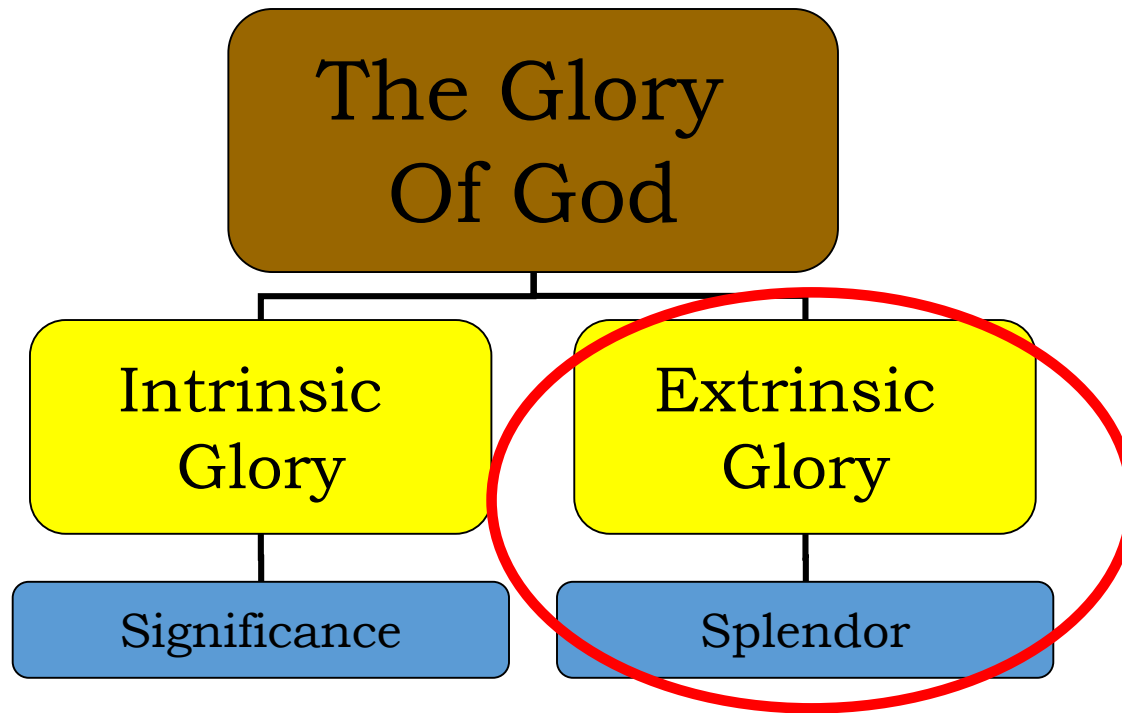 The Glory
Of God
Intrinsic
Glory
Extrinsic
Glory
Significance
Splendor